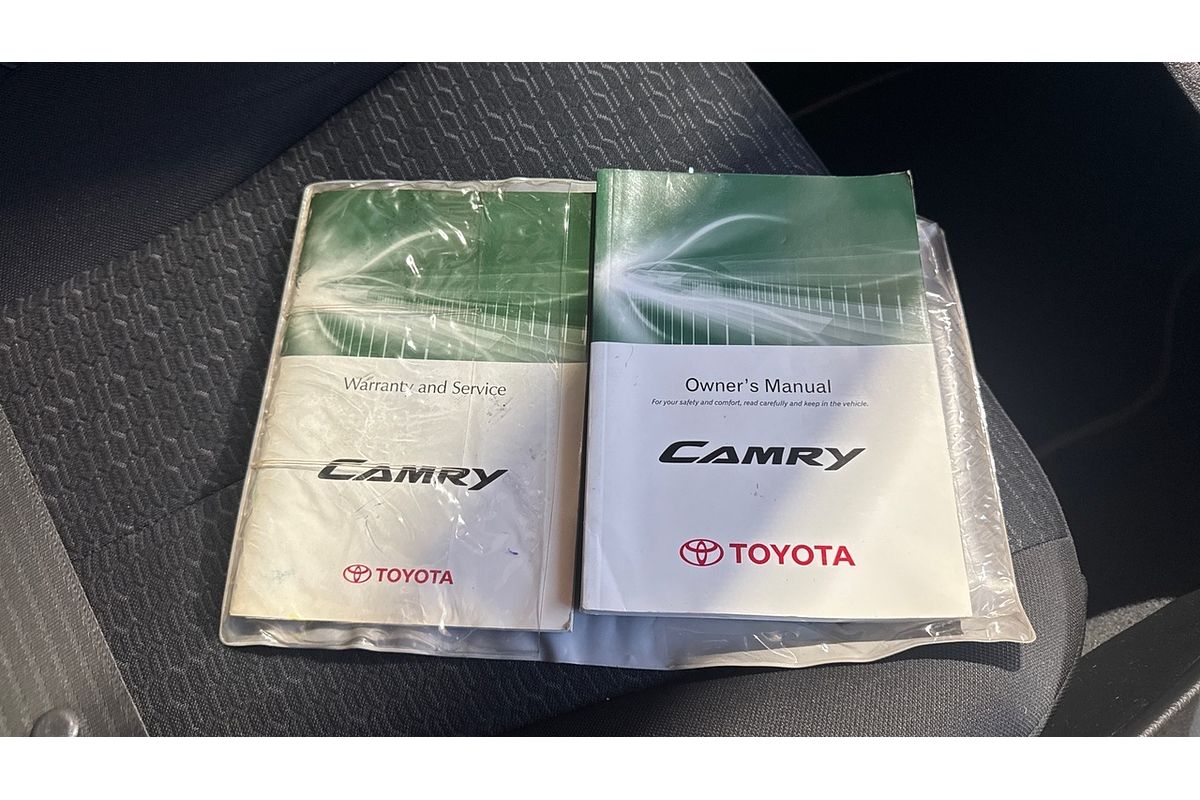 Warranty and Service
CAMRY
TOYOTA
Owner's Manual
For your safety and comfort, read carefully and keep in the vehicle.
CAMRY
TOYOTA